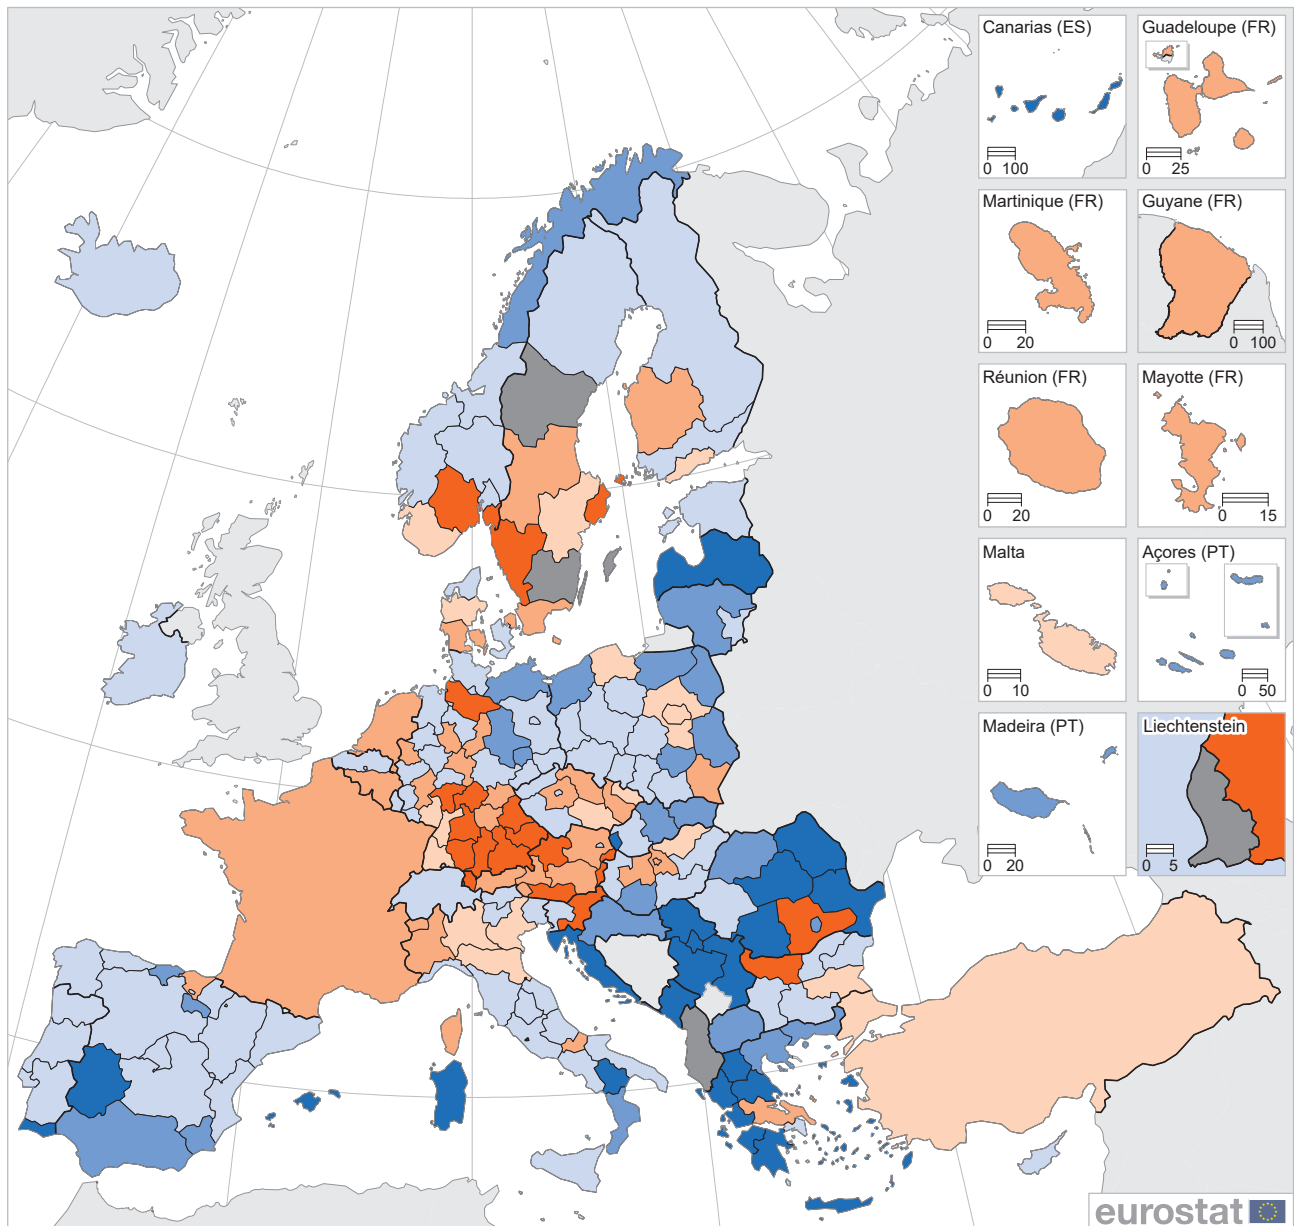 Canarias (ES)
0 100
Guadeloupe (FR)
0 25
Martinique (FR)
0 20
Guyane (FR)
0 100
Réunion (FR)
0 20
Mayotte (FR)
0 15
Malta
0 10
Açores (PT)
0 50
Madeira (PT)
0 20
Liechtenstein
0 5
eurostat